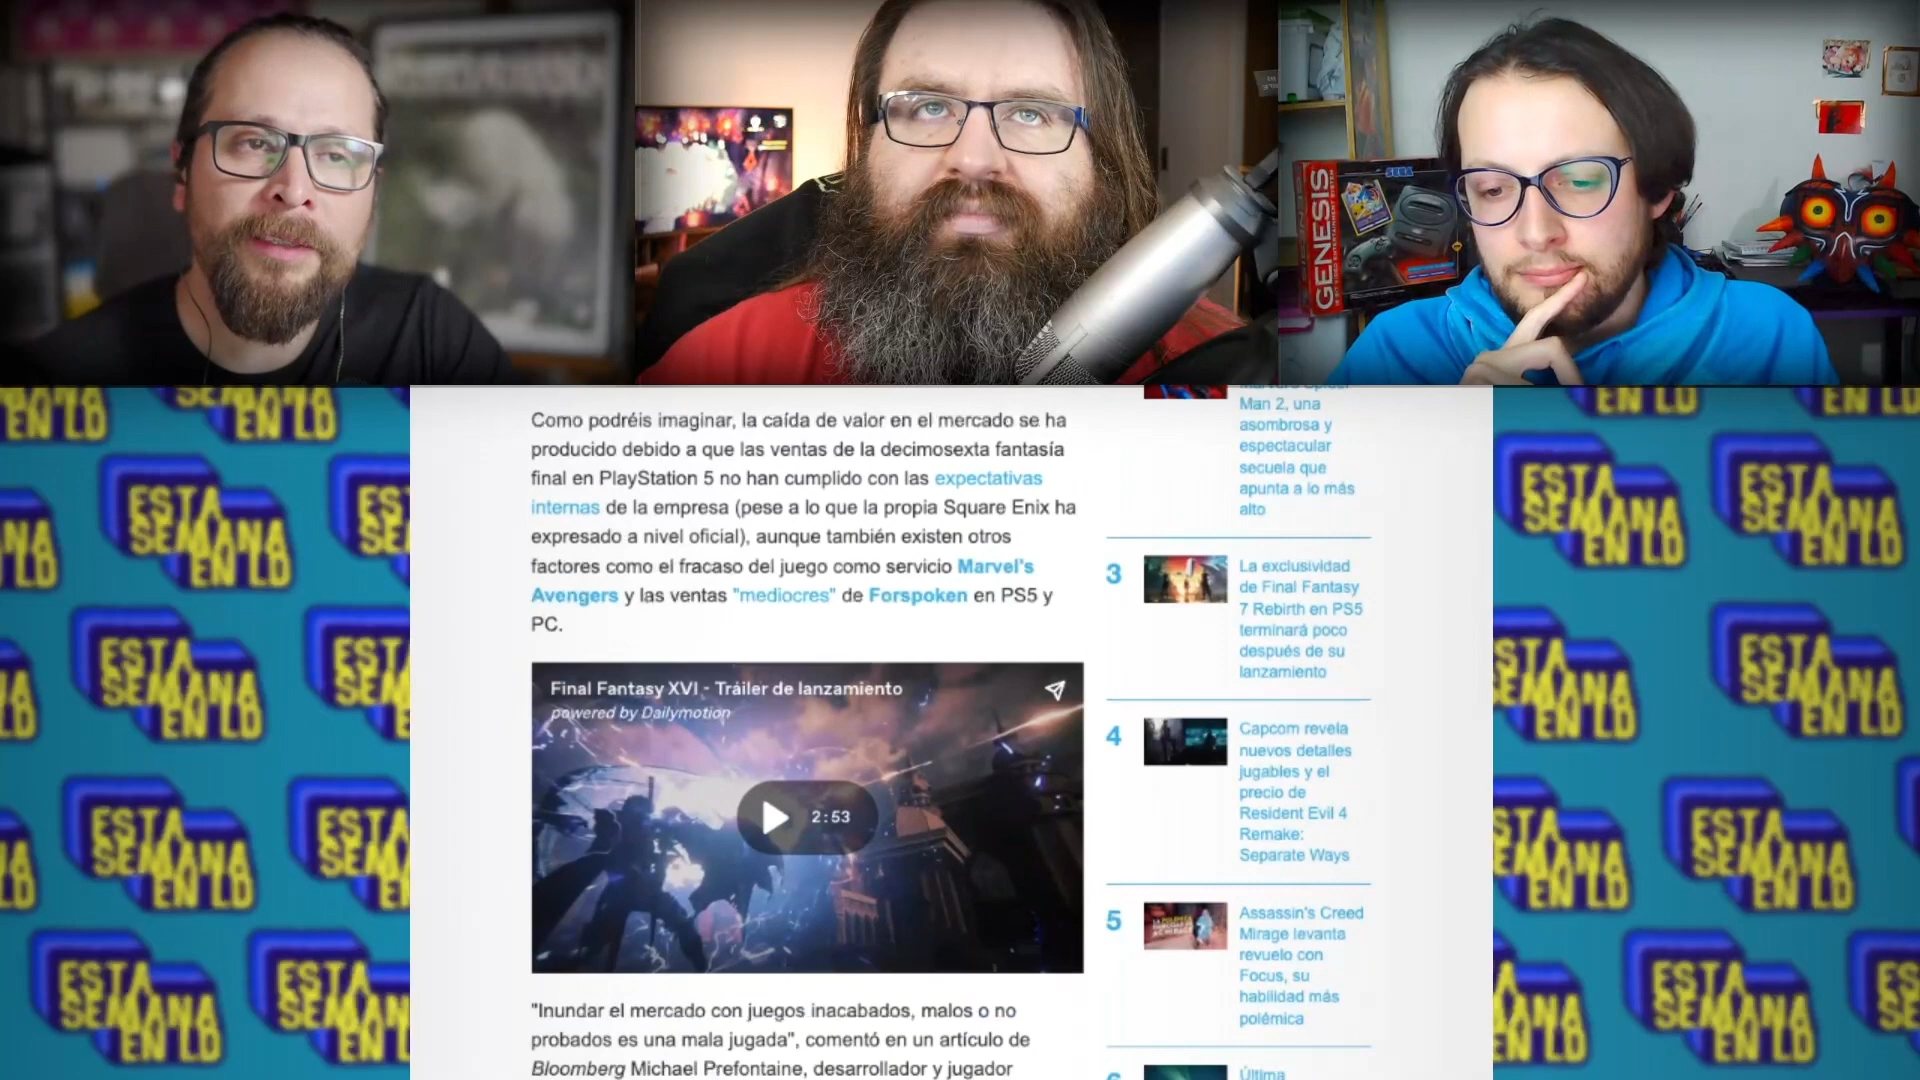 GENESIS
SEGA
Como podréis imaginar, la caída de valor en el mercado se ha
producido debido a que las ventas de la decimosexta fantasía
final en PlayStation 5 no han cumplido con las expectativas
internas de la empresa (pese a lo que la propia Square Enix ha
expresado a nivel oficial), aunque también existen otros
factores como el fracaso del juego como servicio Marvel's
Avengers y las ventas "mediocres" de Forspoken en PS5 y
PC.
Final Fantasy XVI - Tráiler de lanzamiento
powered by Dailymotion
2:53
"Inundar el mercado con juegos inacabados, malos o no
probados es una mala jugada", comentó en un artículo de
Bloomberg Michael Prefontaine, desarrollador y jugador
Man 2, una
asombrosa y
espectacular
secuela que
apunta a lo más
alto
3
La exclusividad
de Final Fantasy
7 Rebirth en PS5
terminará poco
después de su
lanzamiento
4
Capcom revela
nuevos detalles
jugables y el
precio de
Resident Evil 4
Remake:
Separate Ways
5
Assassin's Creed
Mirage levanta
revuelo con
Focus, su
habilidad más
polémica
Última
ESTA
SEMANA
EN LD